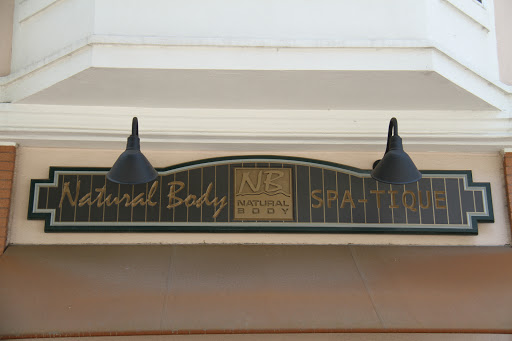 Natural Body
NB
NATURAL
BODY
SPA-TIQUE